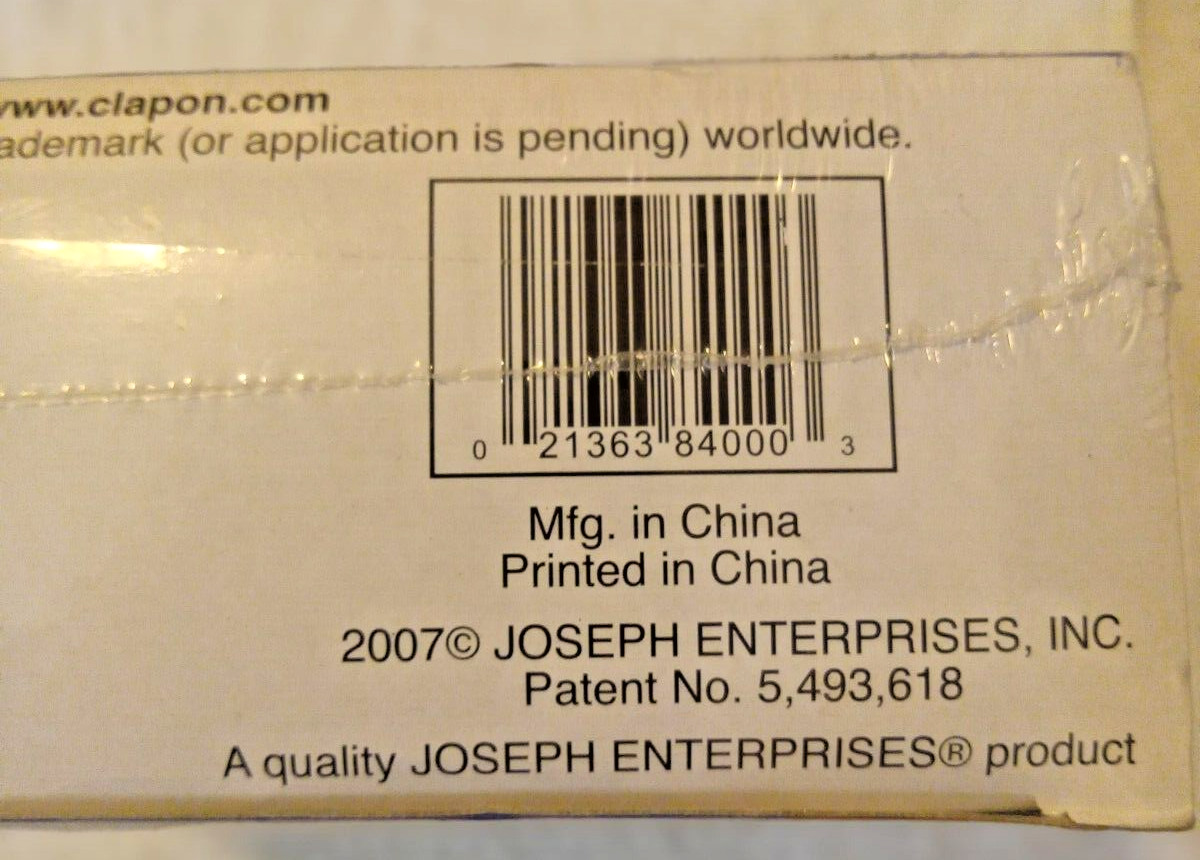 www.clapon.com
ademark (or application is pending) worldwide.
0 21363 84000 3
Mfg. in China
Printed in China
2007© JOSEPH ENTERPRISES, INC.
Patent No. 5,493,618
A quality JOSEPH ENTERPRISES® product